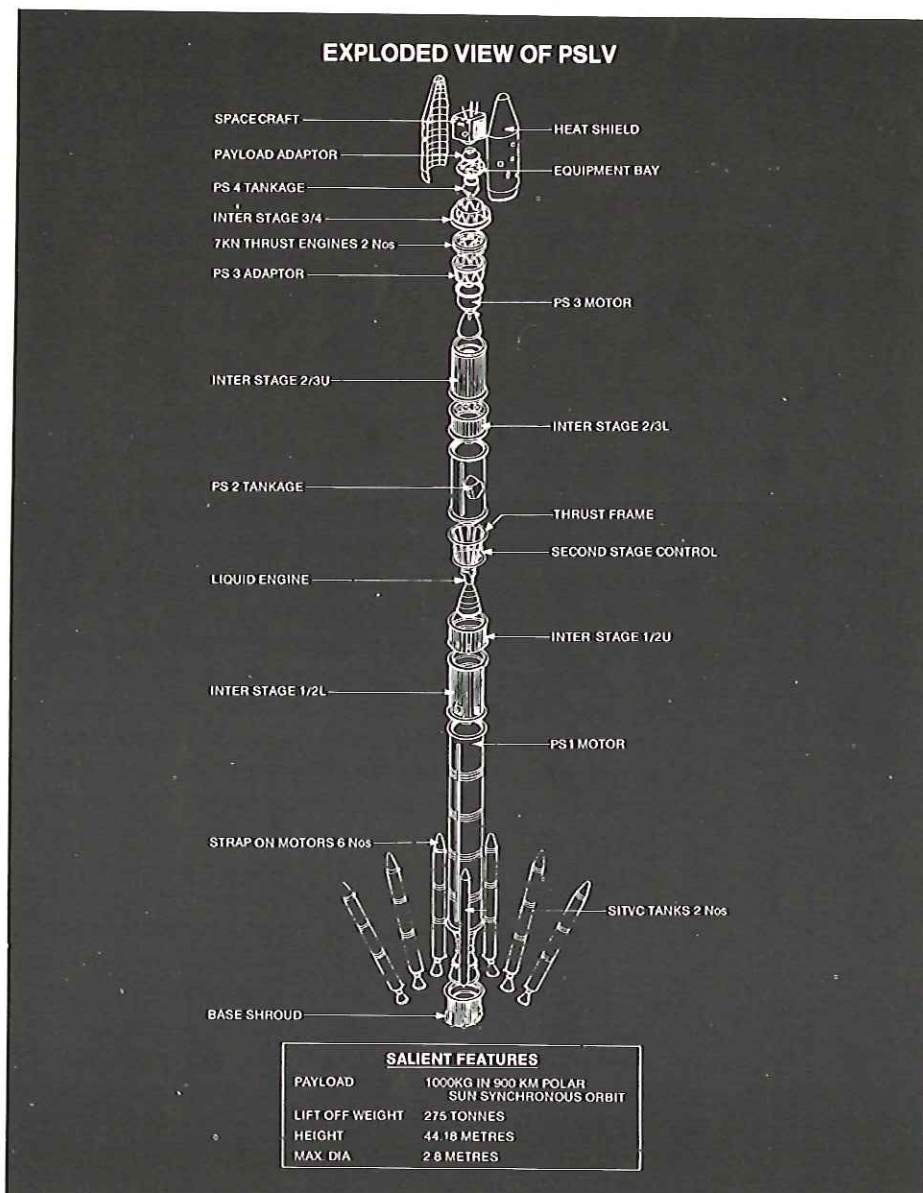 EXPLODED VIEW OF PSLV
SPACECRAFT
HEAT SHIELD
PAYLOAD ADAPTOR
EQUIPMENT BAY
PS 4 TANKAGE
INTER STAGE 3/4
7KN THRUST ENGINES 2 Nos
PS 3 ADAPTOR
PS 3 MOTOR
INTER STAGE 2/3U
INTER STAGE 2/3L
PS 2 TANKAGE
THRUST FRAME
SECOND STAGE CONTROL
LIQUID ENGINE
INTER STAGE 1/2U
INTER STAGE 1/2L
PS1 MOTOR
STRAP ON MOTORS 6 Nos
SITVC TANKS 2 Nos
BASE SHROUD
SALIENT FEATURES
PAYLOAD 1000KG IN 900 KM POLAR
SUN SYNCHRONOUS ORBIT
LIFT OFF WEIGHT 275 TONNES
HEIGHT 44.18 METRES
MAX. DIA 2.8 METRES